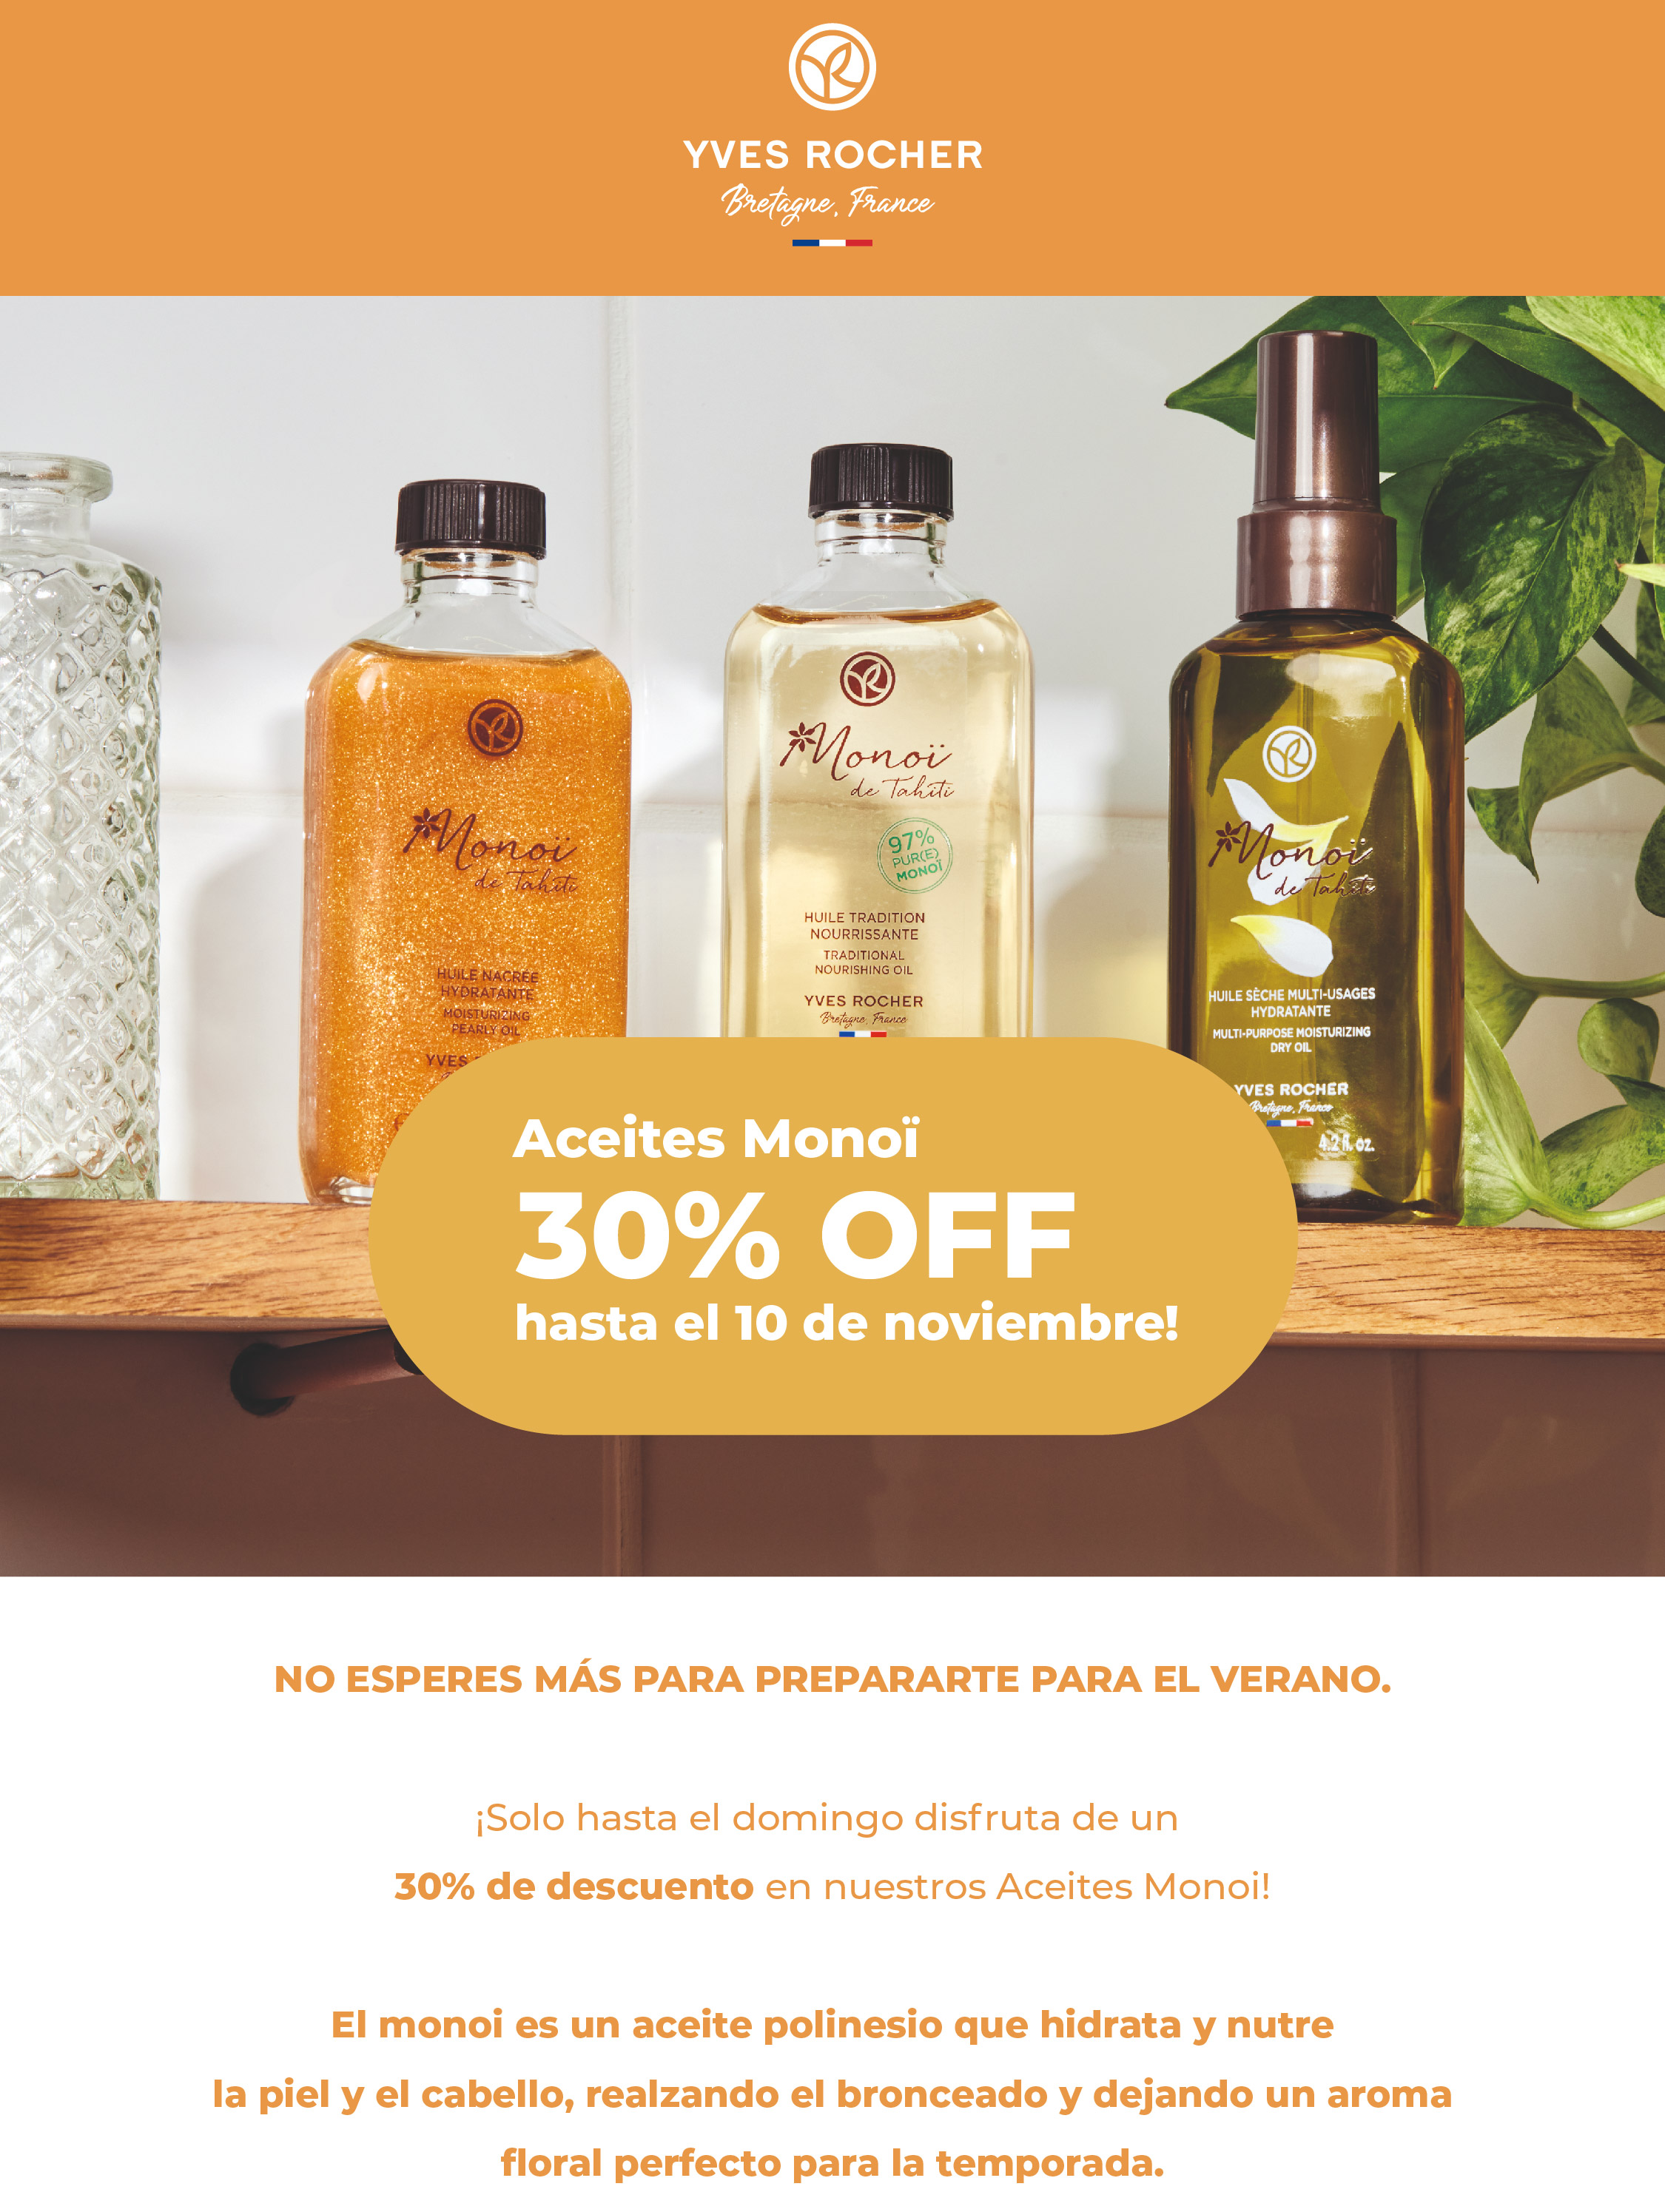 YVES ROCHER
Bretagne, France
Monoï
de Tahiti
HUILE NACRÉE
HYDRATANTE
MOISTURIZING
PEARLY OIL
YVES
Monoï
de Tahiti
97%
PUR(E)
MONOÏ
HUILE TRADITION
NOURRISSANTE
TRADITIONAL
NOURISHING OIL
YVES ROCHER
Bretagne, France
Monoï
de Tahiti
HUILE SÈCHE MULTI-USAGES
HYDRATANTE
MULTI-PURPOSE MOISTURIZING
DRY OIL
YVES ROCHER
Bretagne, France
4.2 fl. oz.
Aceites Monoï
30% OFF
hasta el 10 de noviembre!
NO ESPERES MÁS PARA PREPARARTE PARA EL VERANO.
¡Solo hasta el domingo disfruta de un
30% de descuento en nuestros Aceites Monoi!
El monoi es un aceite polinesio que hidrata y nutre
la piel y el cabello, realzando el bronceado y dejando un aroma
floral perfecto para la temporada.